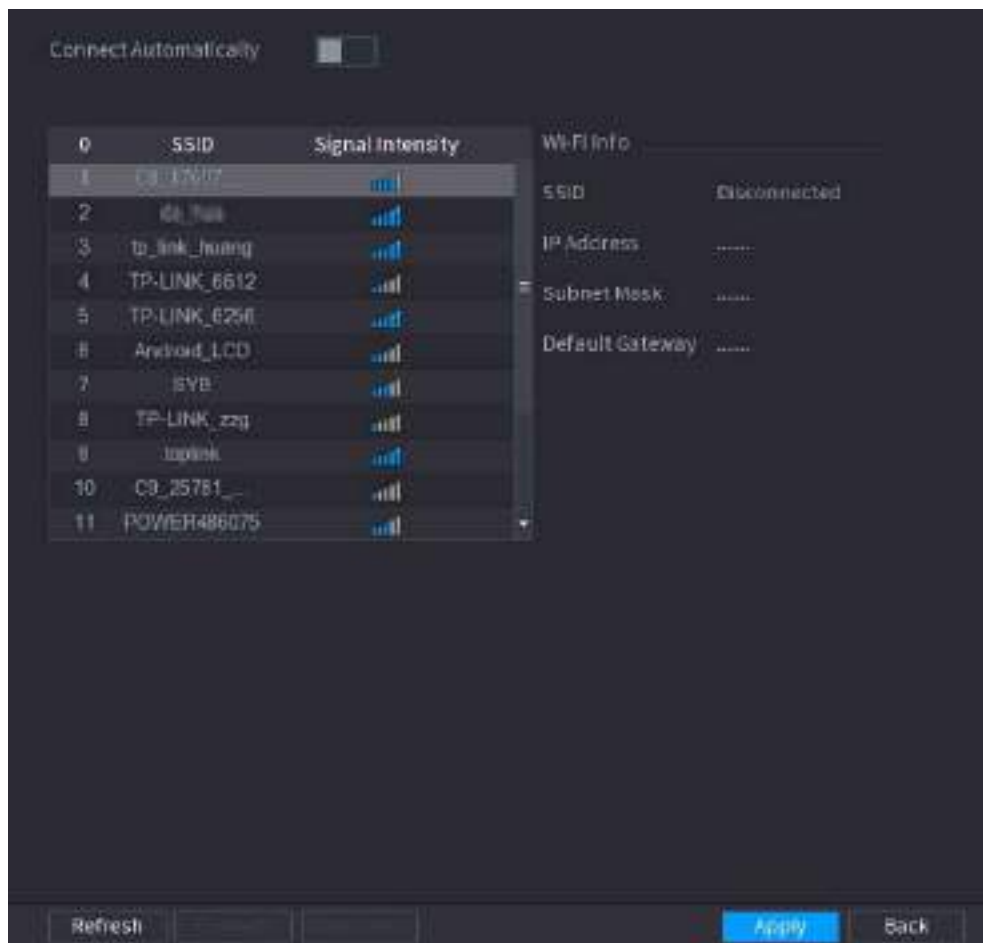 Connect Automatically
0 SSID Signal Intensity
1
2
3 tp_link_huang
4 TP-LINK_6612
5 TP-LINK_6256
6 Android_LCD
7 SYB
8 TP-LINK_zzg
9 toplink
10 C9_25781_...
11 POWER486075
Wi-Fi Info
SSID Disconnected
IP Address ......
Subnet Mask ......
Default Gateway ......
Refresh Apply Back